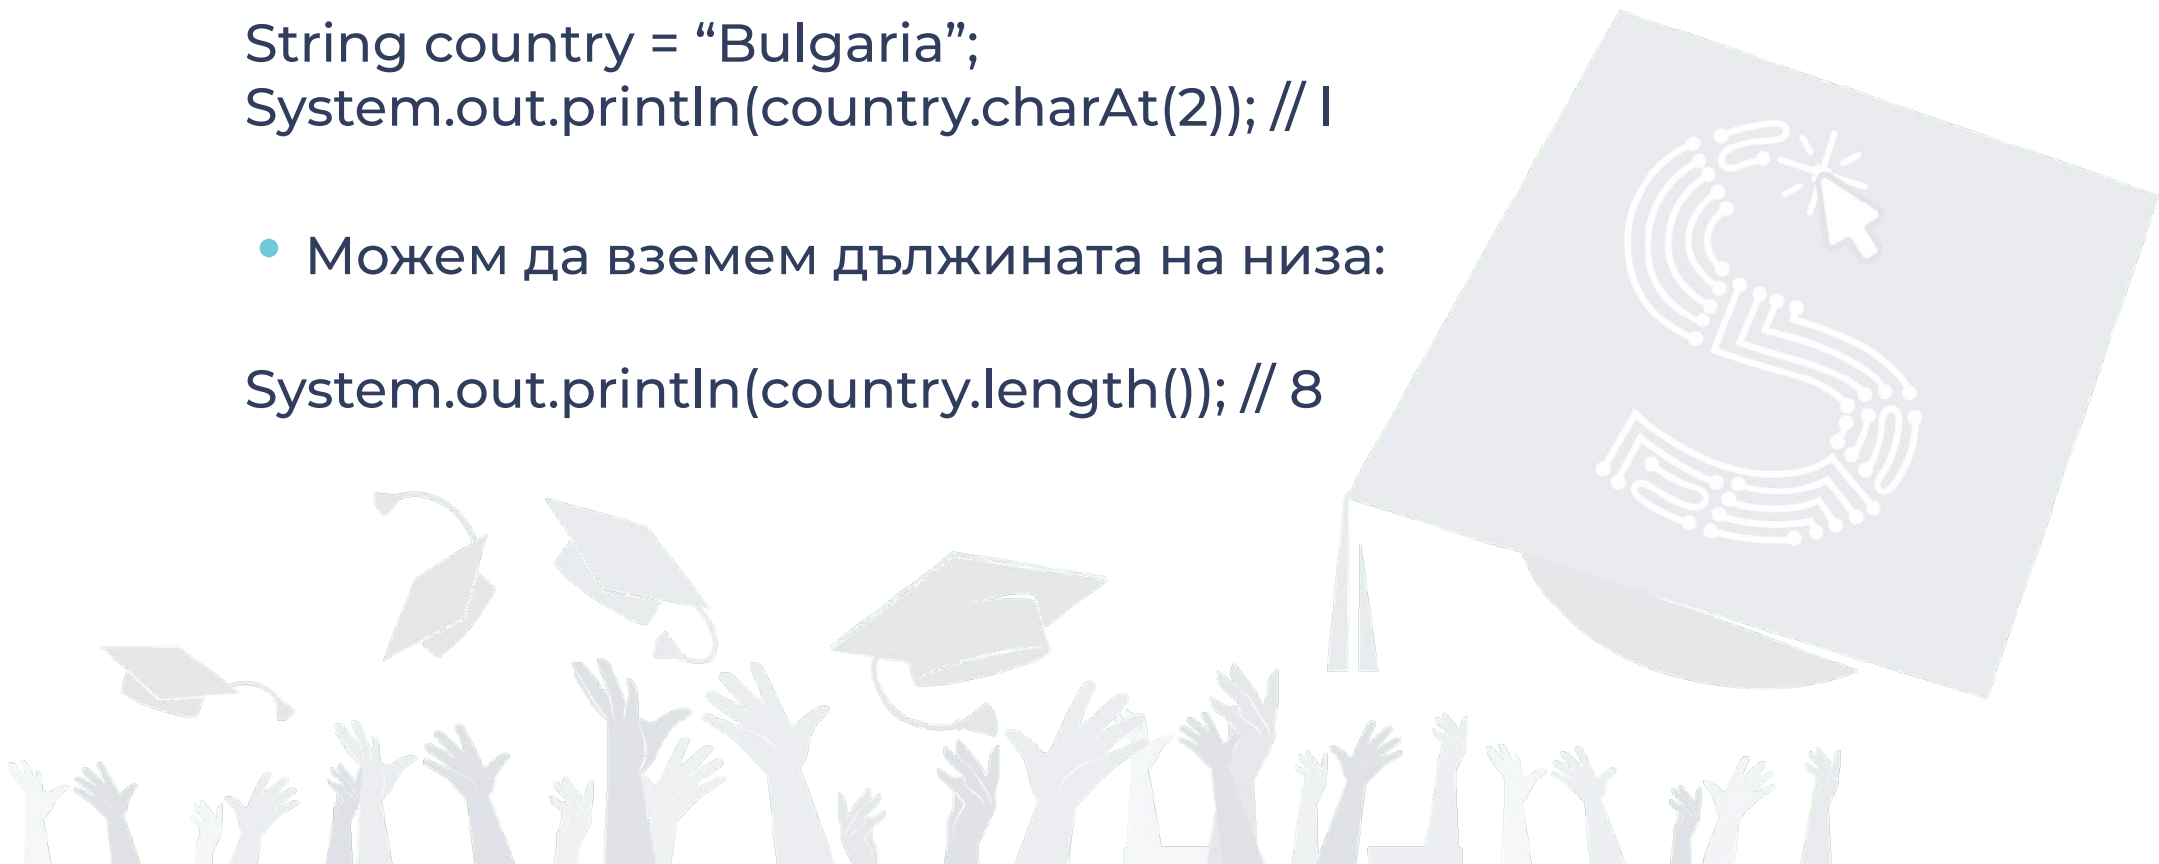 String country = “Bulgaria”;
System.out.println(country.charAt(2)); // l
• Можем да вземем дължината на низа:
System.out.println(country.length()); // 8